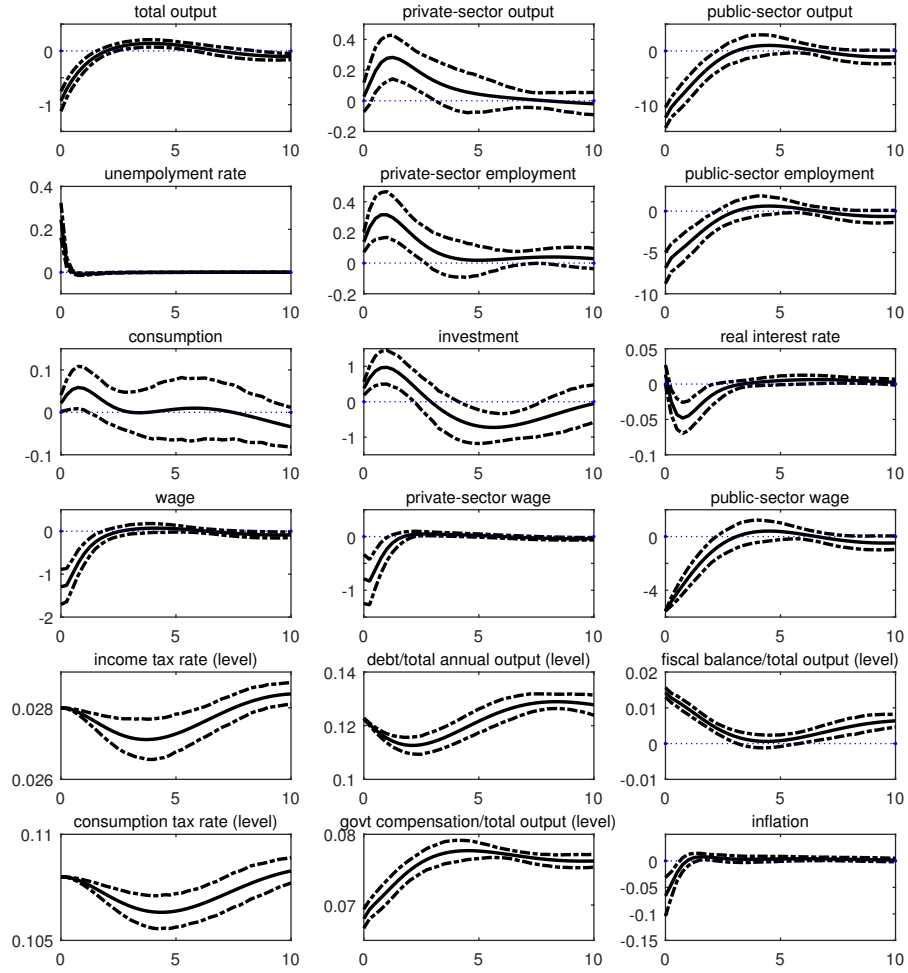 total output
private-sector output
public-sector output
0
-1
0 5 10
0.4
0.2
0
-0.2
0 5 10
0
-10
0 5 10
unempolyment rate
private-sector employment
public-sector employment
0.4
0.2
0
0 5 10
0.4
0.2
0
-0.2
0 5 10
0
-5
-10
0 5 10
consumption
investment
real interest rate
0.1
0
-0.1
0 5 10
1
0
-1
0 5 10
0.05
0
-0.05
-0.1
0 5 10
wage
private-sector wage
public-sector wage
0
-1
-2
0 5 10
0
-1
0 5 10
0
-4
0 5 10
income tax rate (level)
debt/total annual output (level)
fiscal balance/total output (level)
0.028
0.026
0 5 10
0.14
0.12
0.1
0 5 10
0.02
0.01
0
-0.01
0 5 10
consumption tax rate (level)
govt compensation/total output (level)
inflation
0.11
0.105
0 5 10
0.08
0.07
0 5 10
0
-0.05
-0.1
-0.15
0 5 10